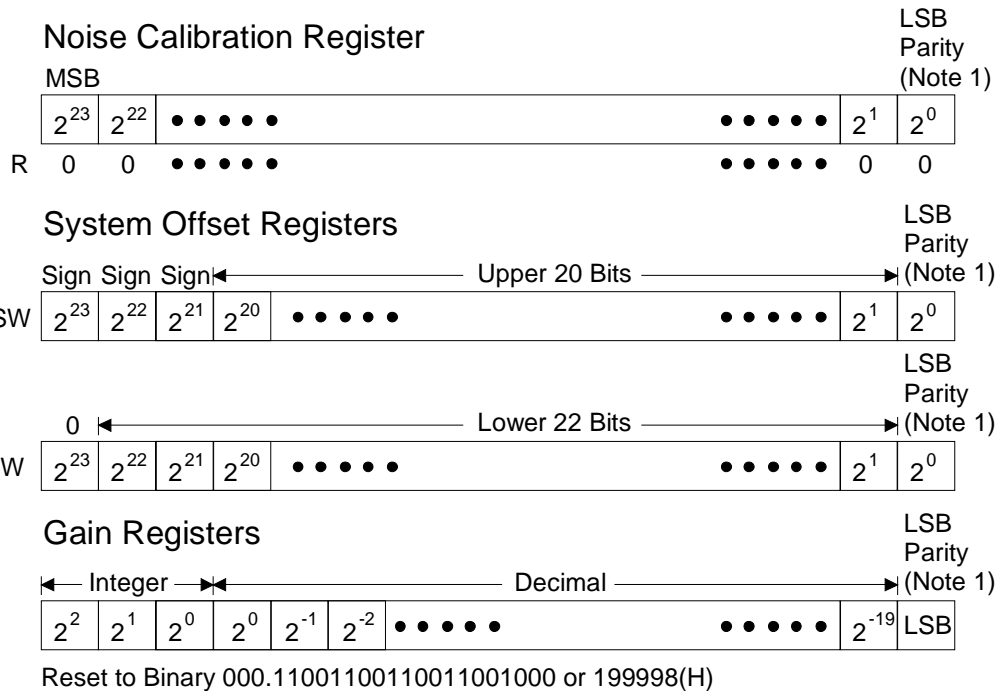 Noise Calibration Register
LSB
Parity
(Note 1)
MSB
2^23 2^22 ••••• ••••• 2^1 2^0
R 0 0 ••••• ••••• 0 0
System Offset Registers
LSB
Parity
(Note 1)
Sign Sign Sign Upper 20 Bits
SW 2^23 2^22 2^21 2^20 ••••• ••••• 2^1 2^0
LSB
Parity
(Note 1)
0 Lower 22 Bits
W 2^23 2^22 2^21 2^20 ••••• ••••• 2^1 2^0
Gain Registers
LSB
Parity
(Note 1)
Integer Decimal
2^2 2^1 2^0 2^0 2^-1 2^-2 ••••• ••••• 2^-19 LSB
Reset to Binary 000.110011001100110011000 or 199998(H)